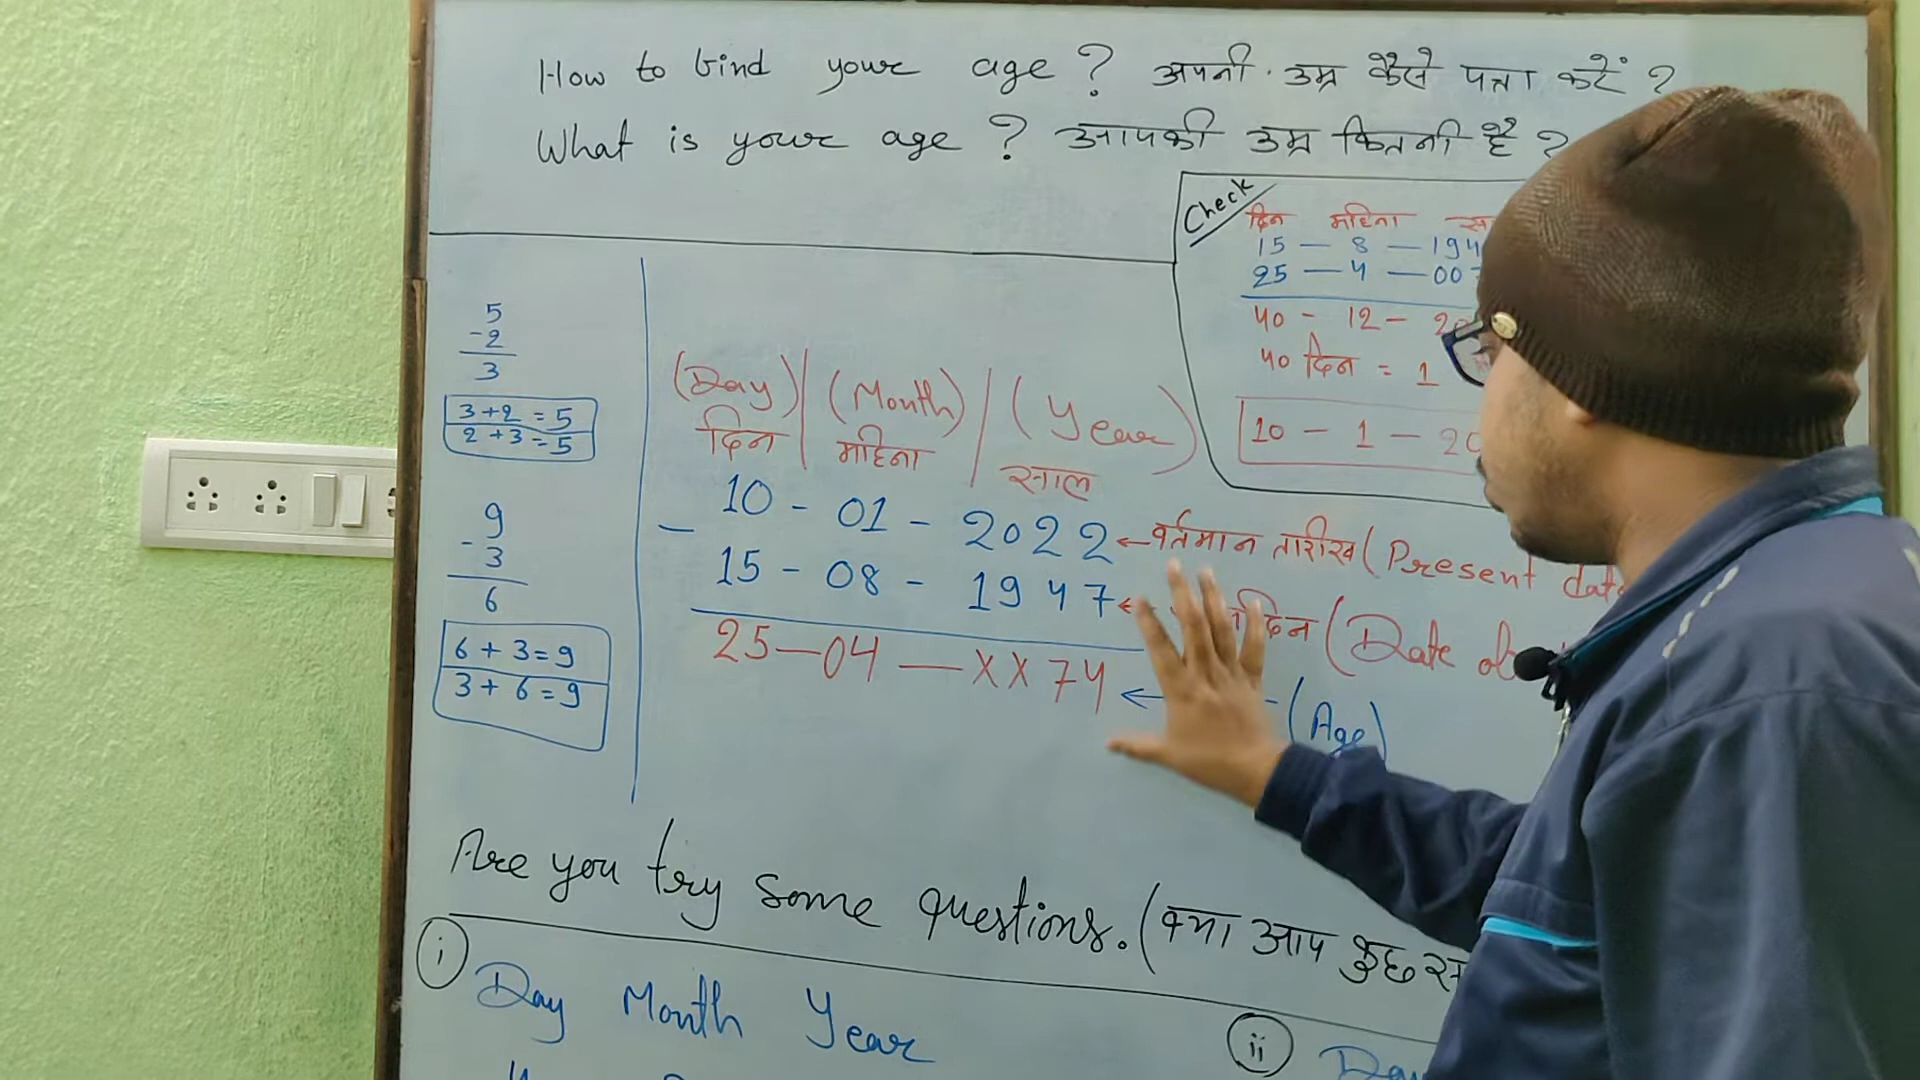 How to find your age ? अपनी उम्र कैसे पता करें ?
What is your age ? आपकी उम्र कितनी है ?
Check
दिन महिना
15 — 8 — 194
25 — 4 — 00
40 - 12 - 20
40 दिन = 1
10 - 1 - 20
5
-2
3
3+2 = 5
2+3=5
9
- 3
6
6 + 3 = 9
3 + 6 = 9
(Day) | (Month) | (Year)
दिन | महिना | साल
10 - 01 - 2022 ← वर्तमान तारीख (Present date
— 15 - 08 - 1947 ← दिन (Date of
25 — 04 — XX74 ← (Age)
Are you try some questions. (क्या आप कुछ
i
Day Month Year
ii